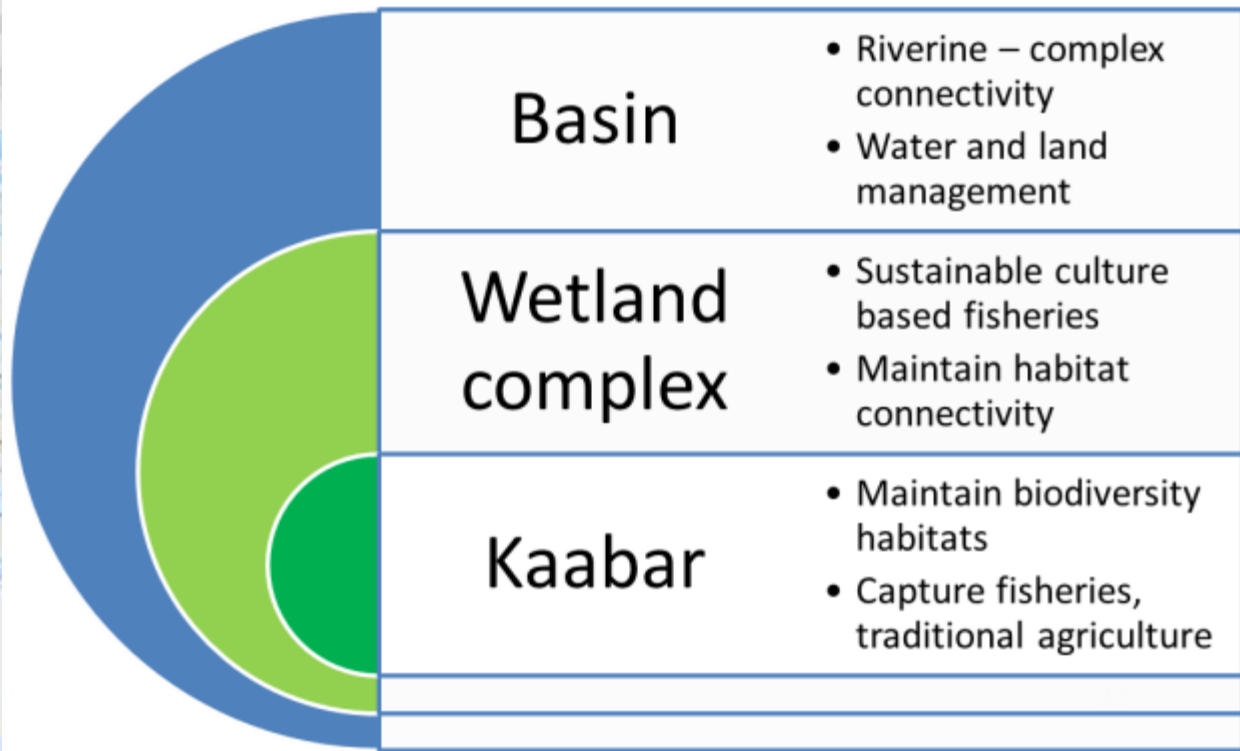 Basin
• Riverine – complex
connectivity
• Water and land
management
Wetland
complex
• Sustainable culture
based fisheries
• Maintain habitat
connectivity
Kaabar
• Maintain biodiversity
habitats
• Capture fisheries,
traditional agriculture